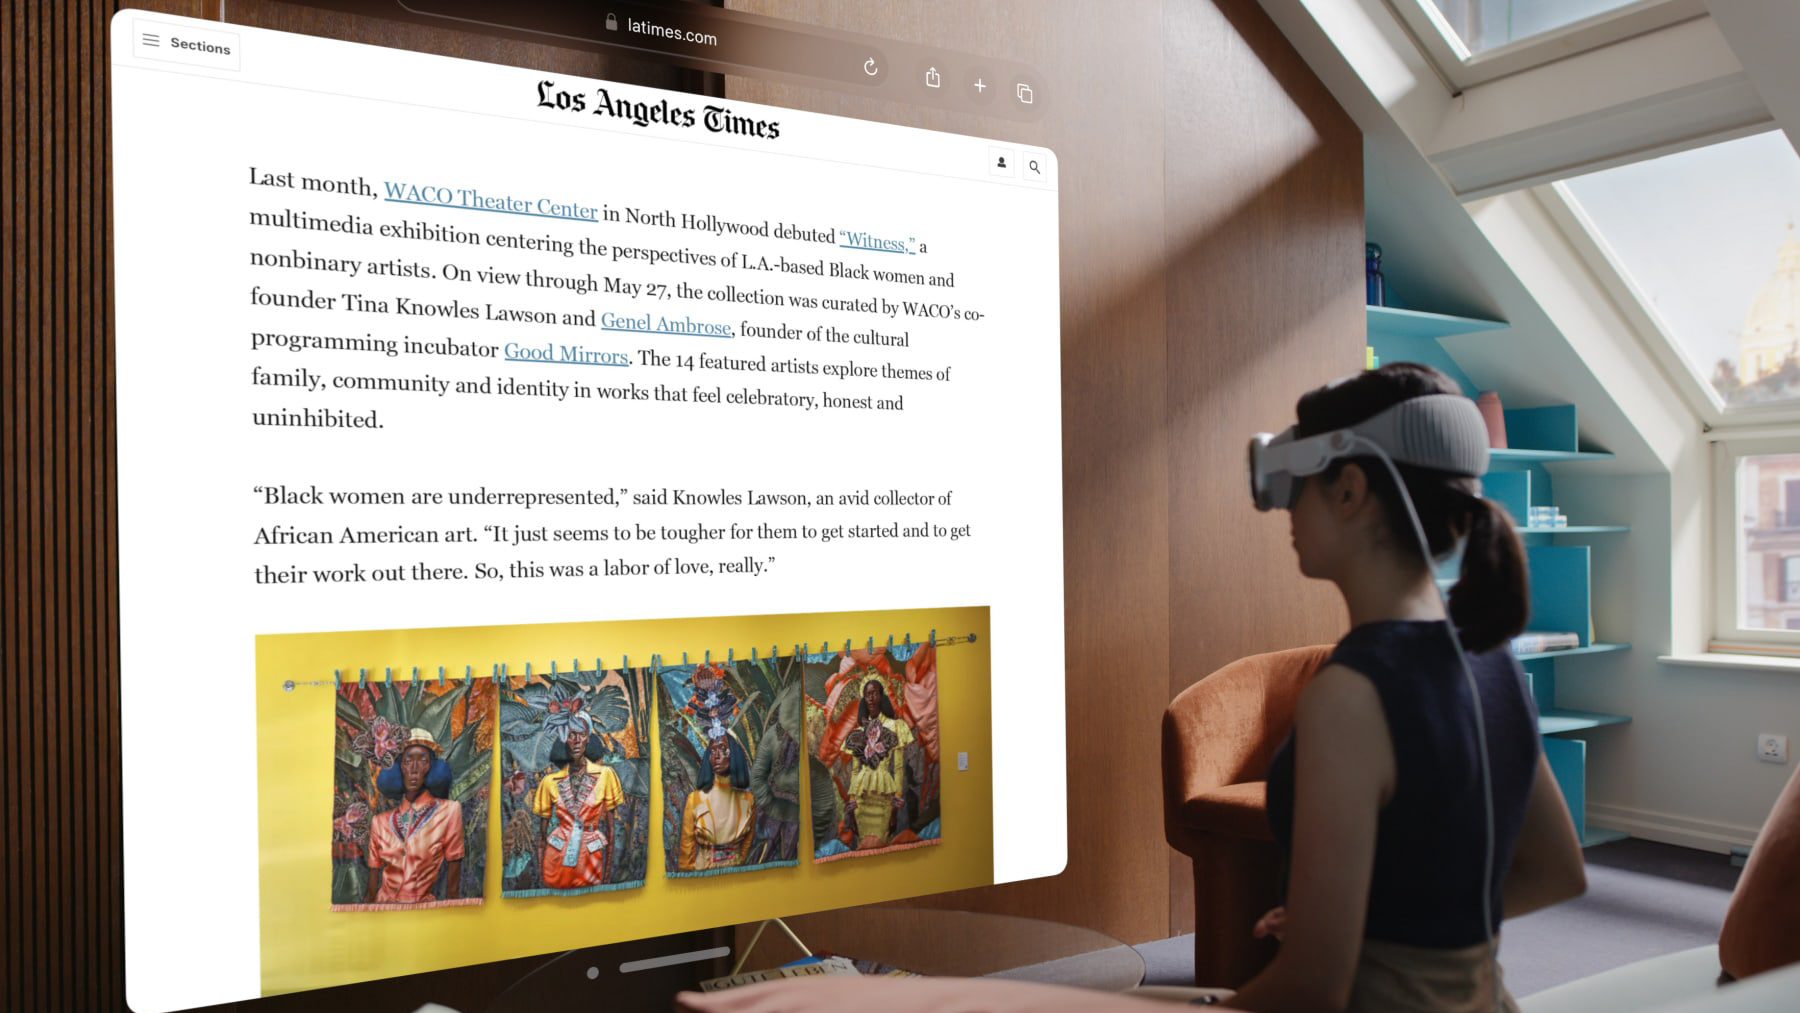 latimes.com
Sections
Los Angeles Times
Last month, WACO Theater Center in North Hollywood debuted “Witness,” a
multimedia exhibition centering the perspectives of L.A.-based Black women and
nonbinary artists. On view through May 27, the collection was curated by WACO’s co-
founder Tina Knowles Lawson and Genel Ambrose, founder of the cultural
programming incubator Good Mirrors. The 14 featured artists explore themes of
family, community and identity in works that feel celebratory, honest and
uninhibited.
“Black women are underrepresented,” said Knowles Lawson, an avid collector of
African American art. “It just seems to be tougher for them to get started and to get
their work out there. So, this was a labor of love, really.”
GUTE LEBEN